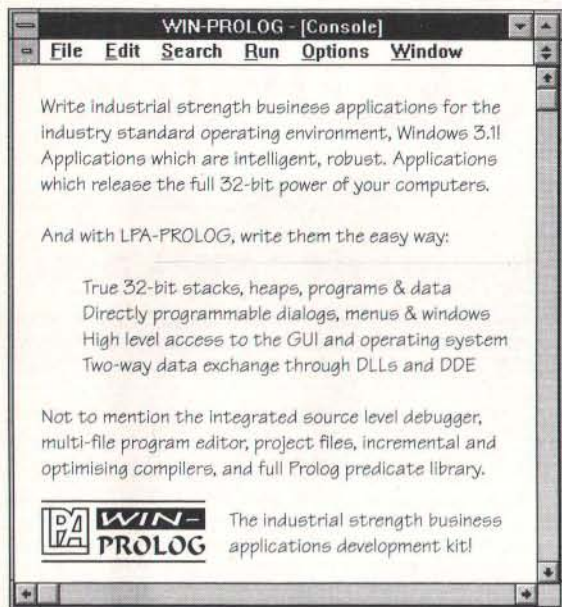 WIN-PROLOG - [Console]
File Edit Search Run Options Window
Write industrial strength business applications for the
industry standard operating environment, Windows 3.1!
Applications which are intelligent, robust. Applications
which release the full 32-bit power of your computers.
And with LPA-PROLOG, write them the easy way:
True 32-bit stacks, heaps, programs & data
Directly programmable dialogs, menus & windows
High level access to the GUI and operating system
Two-way data exchange through DLLs and DDE
Not to mention the integrated source level debugger,
multi-file program editor, project files, incremental and
optimising compilers, and full Prolog predicate library.
LPA WIN-
PROLOG
The industrial strength business
applications development kit!